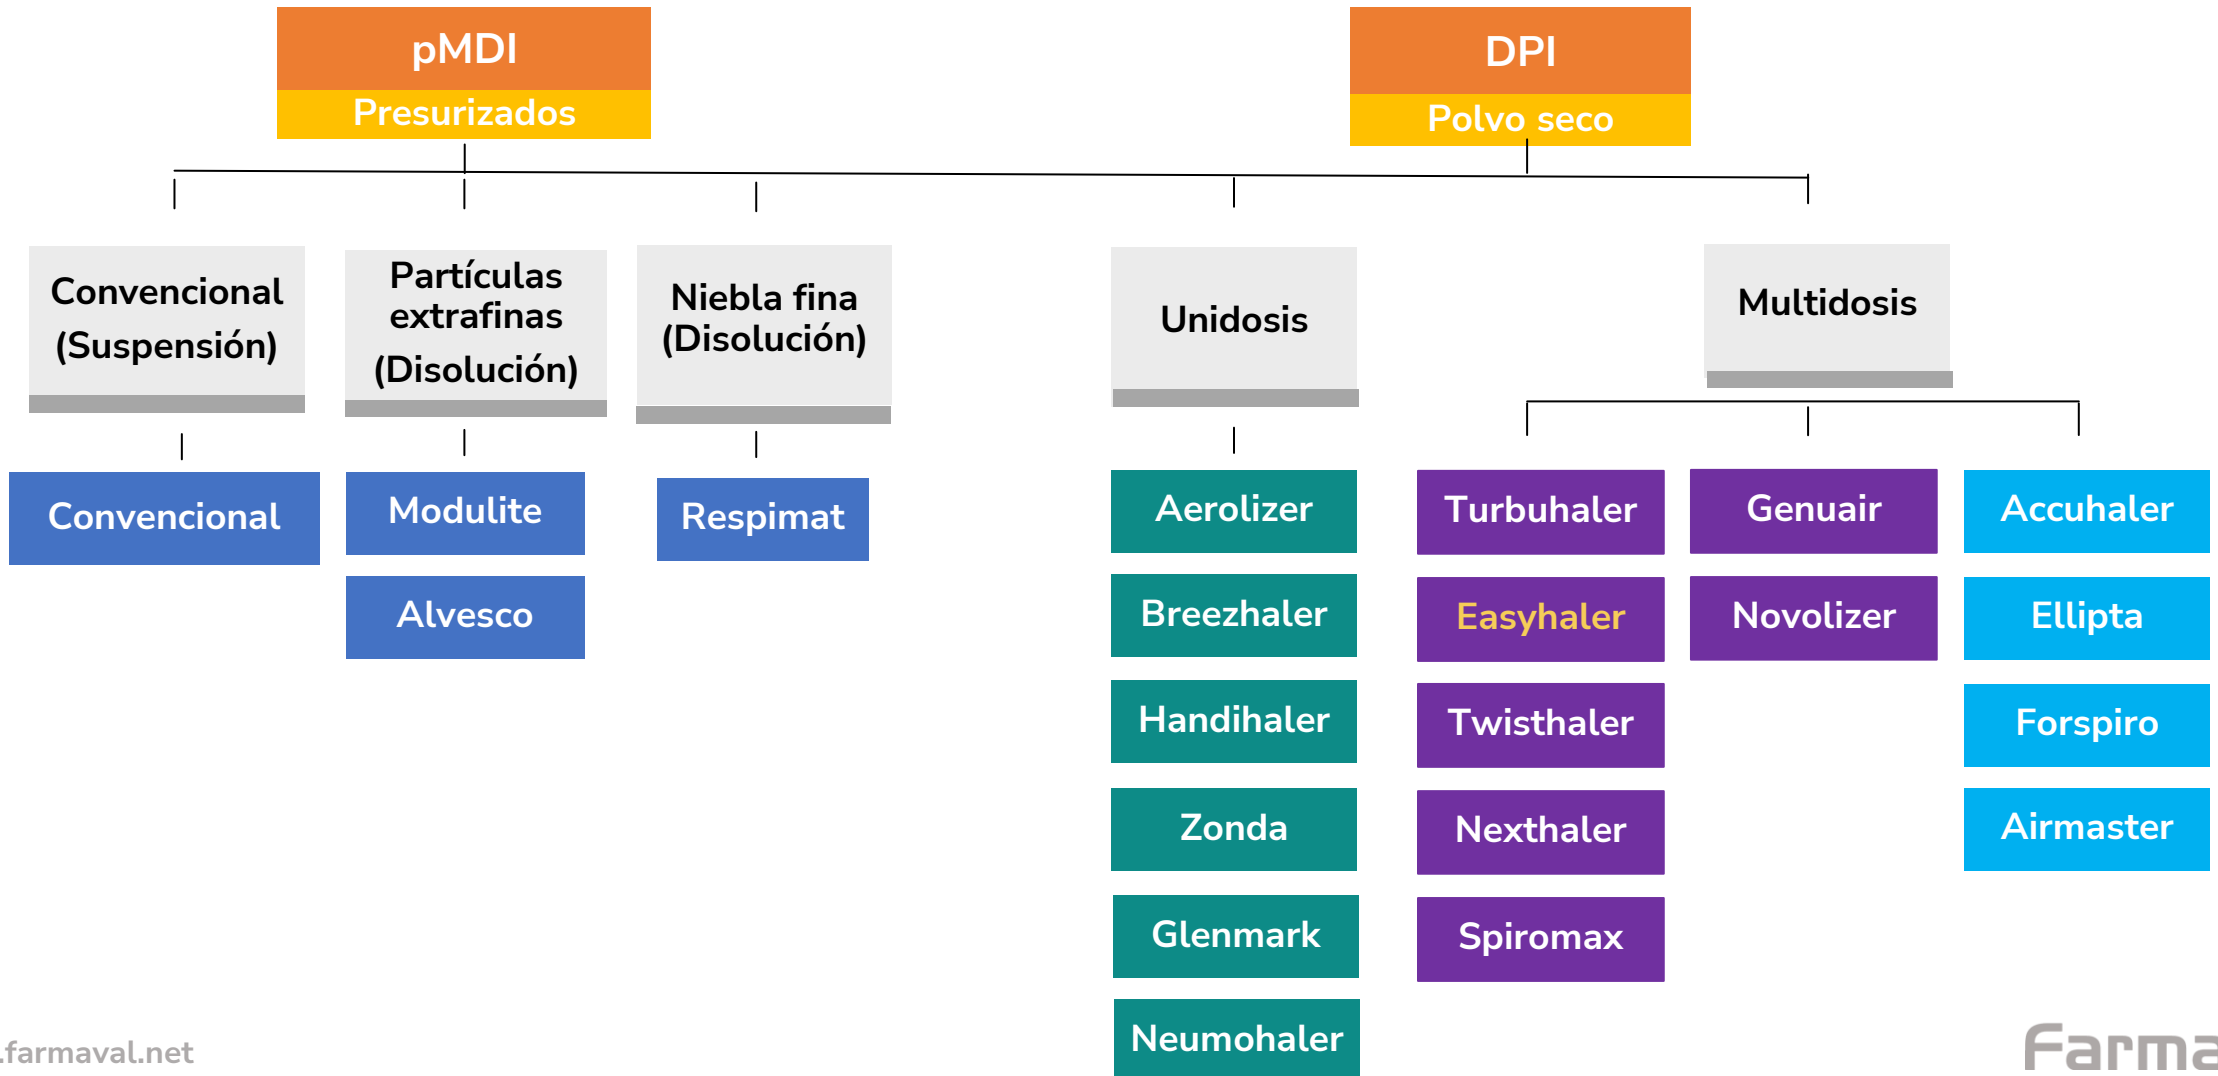 pMDI
Presurizados
DPI
Polvo seco
Convencional
(Suspensión)
Partículas
extrafinas
(Disolución)
Niebla fina
(Disolución)
Unidosis
Multidosis
Convencional
Modulite
Alvesco
Respimat
Aerolizer
Breezhaler
Handihaler
Zonda
Glenmark
Neumohaler
Turbuhaler
Easyhaler
Twisthaler
Nexthaler
Spiromax
Genuair
Novolizer
Accuhaler
Ellipta
Forspiro
Airmaster
.farmaval.net
Farma